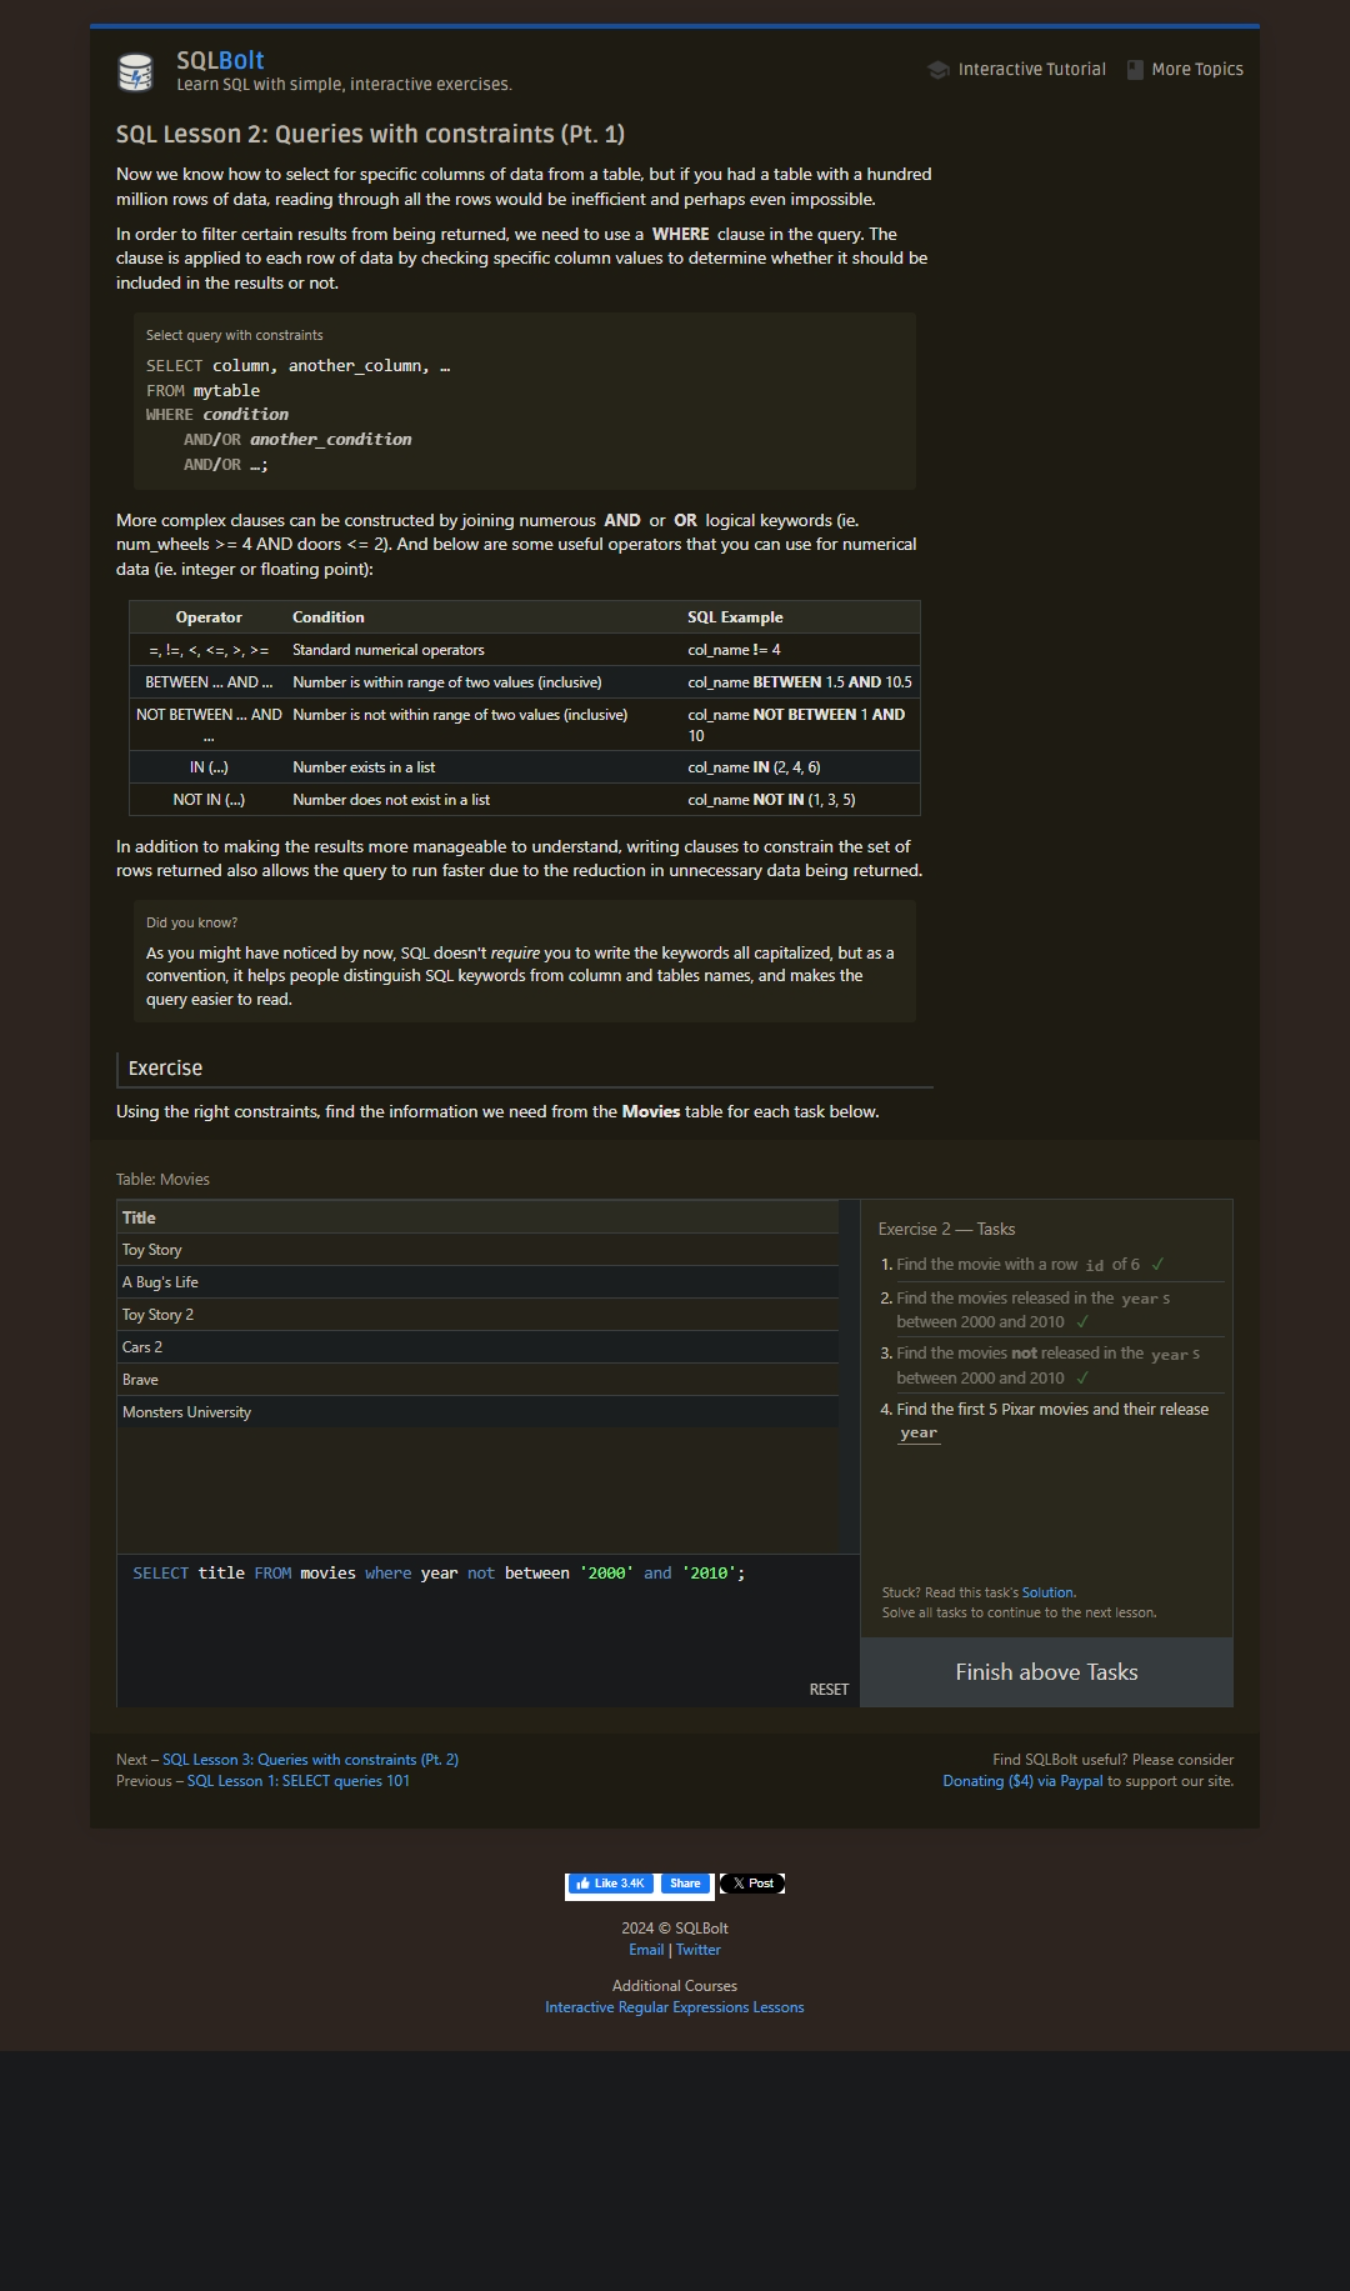 SQLBolt
Learn SQL with simple, interactive exercises.
Interactive Tutorial
More Topics
SQL Lesson 2: Queries with constraints (Pt. 1)
Now we know how to select for specific columns of data from a table, but if you had a table with a hundred
million rows of data, reading through all the rows would be inefficient and perhaps even impossible.
In order to filter certain results from being returned, we need to use a WHERE clause in the query. The
clause is applied to each row of data by checking specific column values to determine whether it should be
included in the results or not.
Select query with constraints
SELECT column, another_column, …
FROM mytable
WHERE condition
AND/OR another_condition
AND/OR …;
More complex clauses can be constructed by joining numerous AND or OR logical keywords (ie.
num_wheels >= 4 AND doors <= 2). And below are some useful operators that you can use for numerical
data (ie. integer or floating point):
Operator Condition SQL Example
=, !=, <, <=, >, >= Standard numerical operators col_name != 4
BETWEEN … AND … Number is within range of two values (inclusive) col_name BETWEEN 1.5 AND 10.5
NOT BETWEEN … AND Number is not within range of two values (inclusive) col_name NOT BETWEEN 1 AND
… 10
IN (…) Number exists in a list col_name IN (2, 4, 6)
NOT IN (…) Number does not exist in a list col_name NOT IN (1, 3, 5)
In addition to making the results more manageable to understand, writing clauses to constrain the set of
rows returned also allows the query to run faster due to the reduction in unnecessary data being returned.
Did you know?
As you might have noticed by now, SQL doesn't require you to write the keywords all capitalized, but as a
convention, it helps people distinguish SQL keywords from column and tables names, and makes the
query easier to read.
Exercise
Using the right constraints, find the information we need from the Movies table for each task below.
Table: Movies
Title
Toy Story
A Bug's Life
Toy Story 2
Cars 2
Brave
Monsters University
SELECT title FROM movies where year not between '2000' and '2010';
RESET
Exercise 2 — Tasks
1. Find the movie with a row id of 6 ✓
2. Find the movies released in the year s
between 2000 and 2010 ✓
3. Find the movies not released in the year s
between 2000 and 2010 ✓
4. Find the first 5 Pixar movies and their release
year
Stuck? Read this task's Solution.
Solve all tasks to continue to the next lesson.
Finish above Tasks
Next – SQL Lesson 3: Queries with constraints (Pt. 2)
Previous – SQL Lesson 1: SELECT queries 101
Find SQLBolt useful? Please consider
Donating ($4) via Paypal to support our site.
Like 3.4K Share X Post
2024 © SQLBolt
Email | Twitter
Additional Courses
Interactive Regular Expressions Lessons